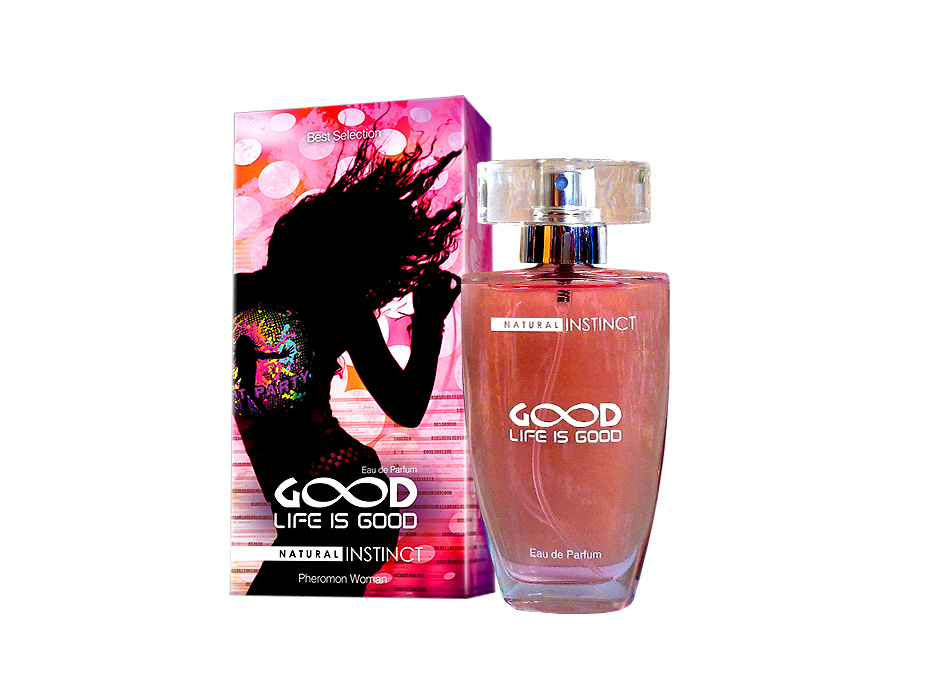 Best Selection
T PARTY
Eau de Parfum
GOOD
LIFE IS GOOD
NATURAL INSTINCT
Pheromon Woman
NATURAL INSTINCT
GOOD
LIFE IS GOOD
Eau de Parfum